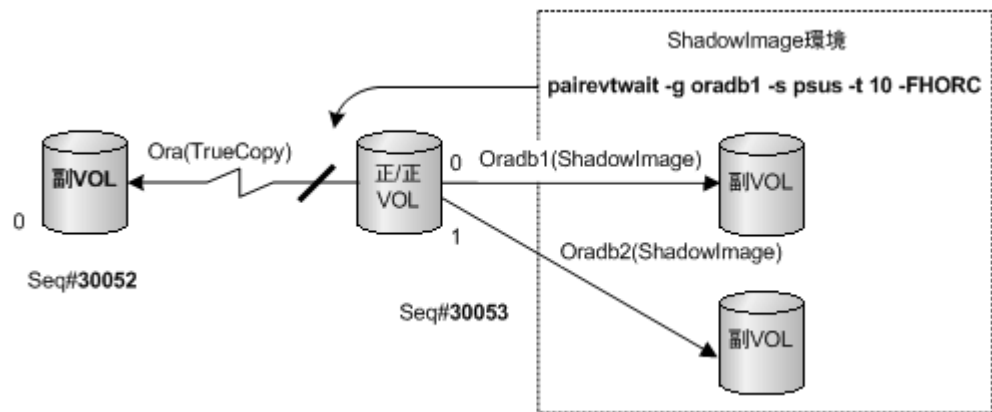 ShadowImage環境
pairevtwait -g oradb1 -s psus -t 10 -FHORC
Ora(TrueCopy)
副VOL
0
Seq#30052
正/正
VOL
0
1
Seq#30053
Oradb1(ShadowImage)
副VOL
Oradb2(ShadowImage)
副VOL